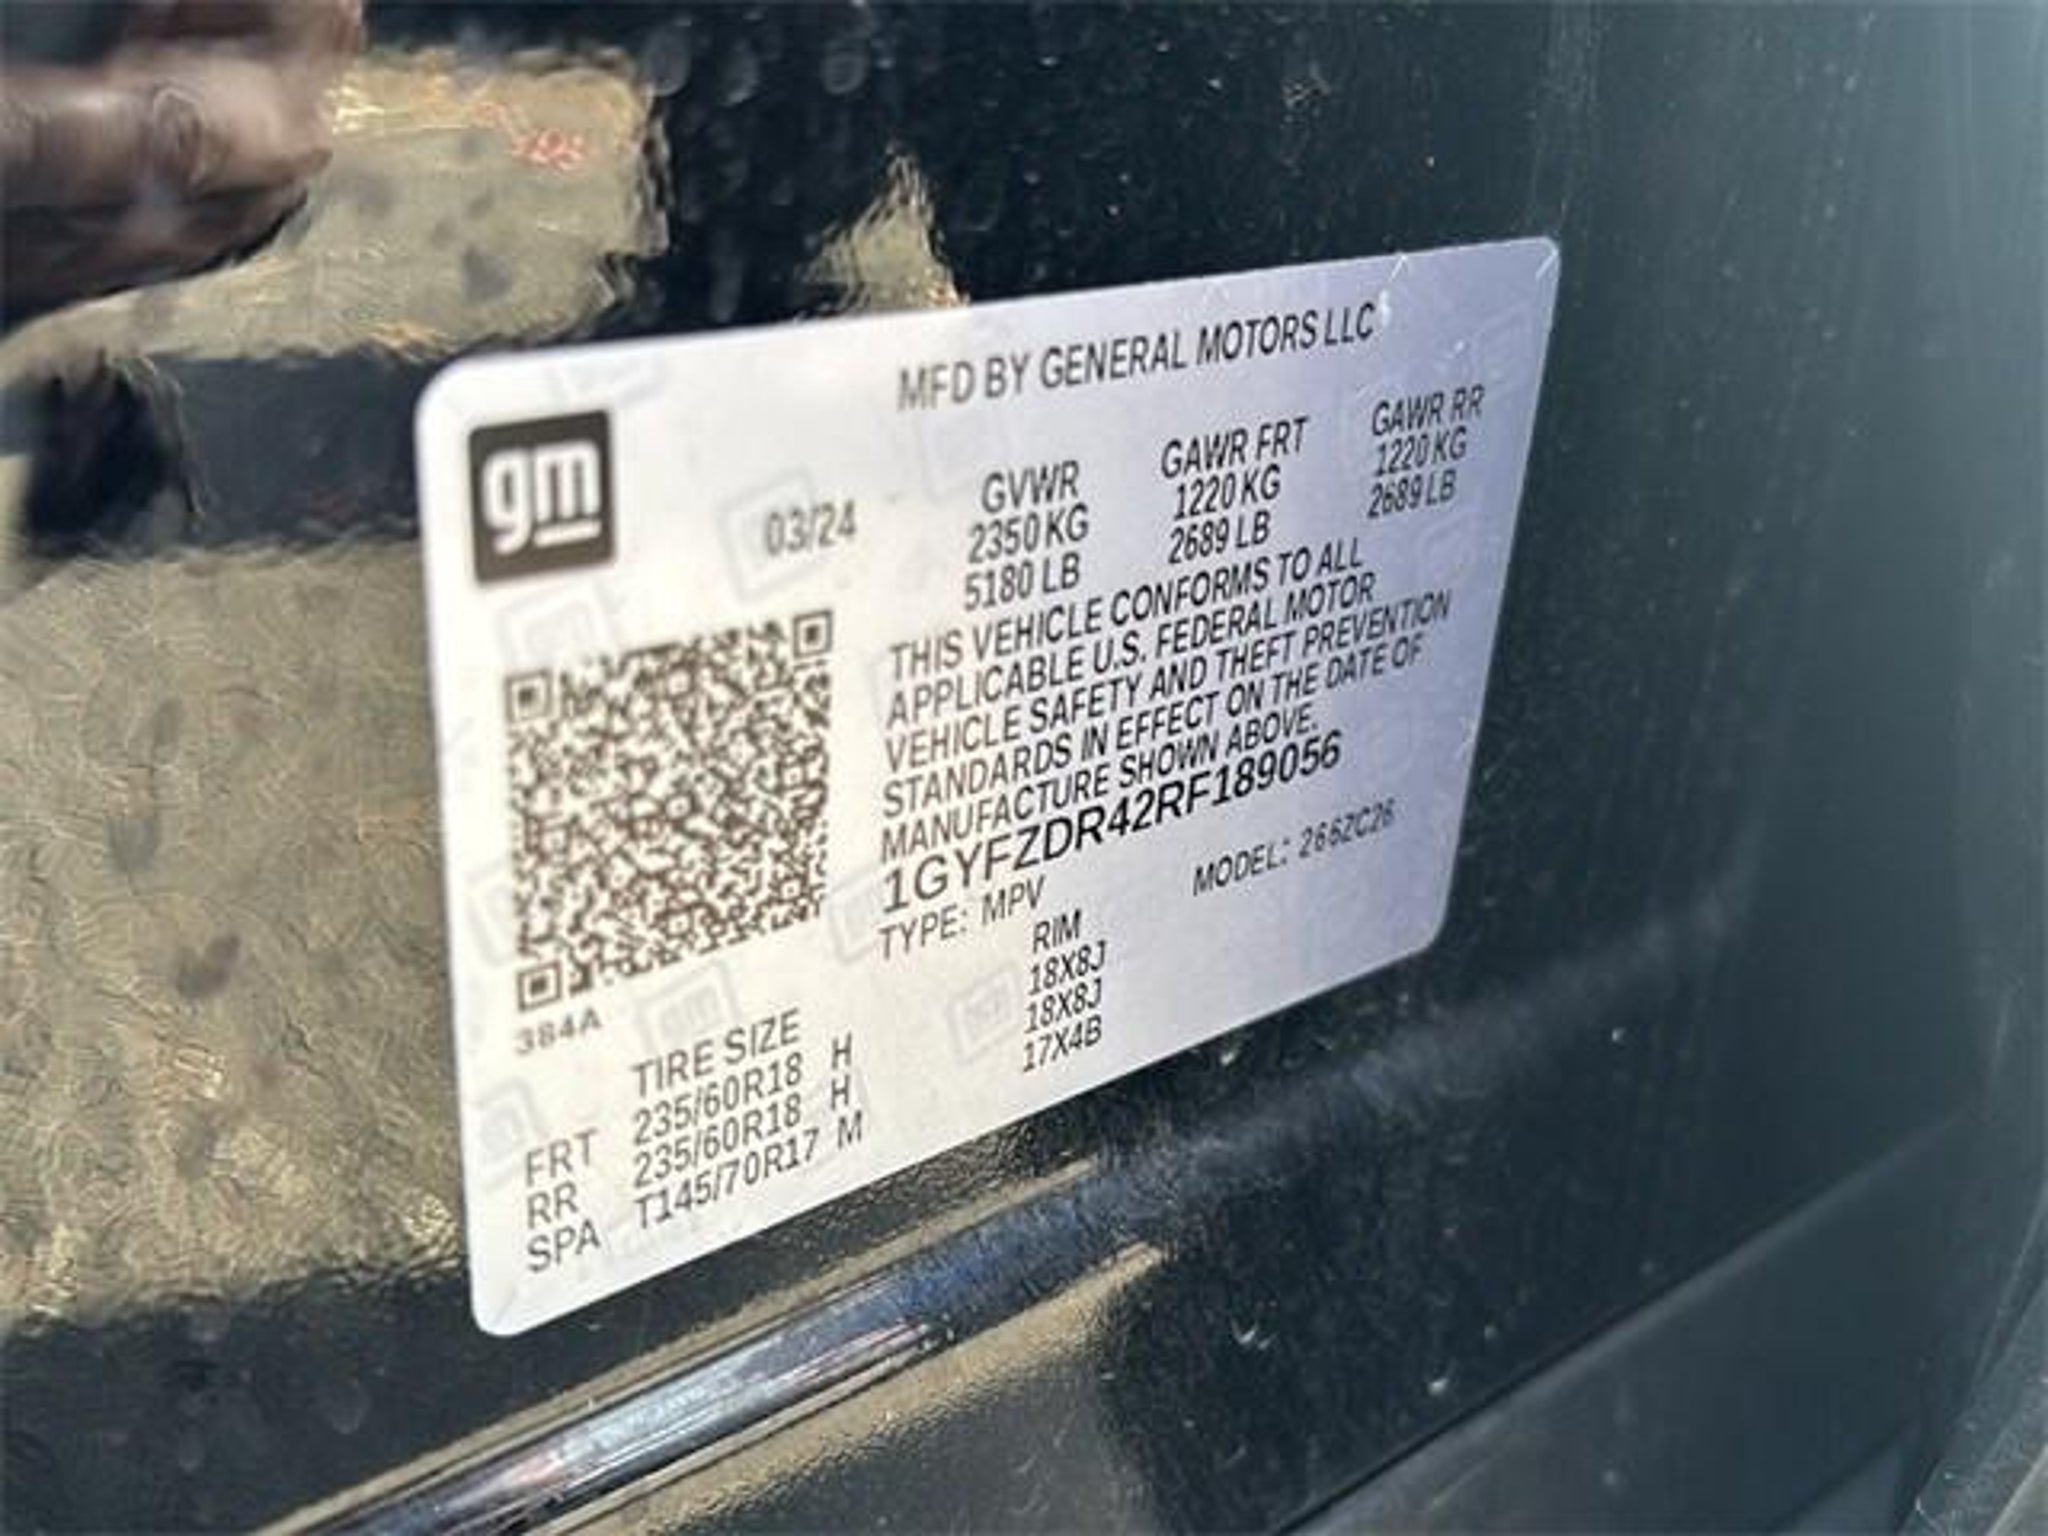 gm
MFD BY GENERAL MOTORS LLC
03/24
GVWR GAWR FRT GAWR RR
2350 KG 1220 KG 1220 KG
5180 LB 2689 LB 2689 LB
THIS VEHICLE CONFORMS TO ALL
APPLICABLE U.S. FEDERAL MOTOR
VEHICLE SAFETY AND THEFT PREVENTION
STANDARDS IN EFFECT ON THE DATE OF
MANUFACTURE SHOWN ABOVE.
1GYFZDR42RF189056
TYPE: MPV MODEL: 266ZC26
384A
TIRE SIZE RIM
FRT 235/60R18 H 18X8J
RR 235/60R18 H 18X8J
SPA T145/70R17 M 17X4B